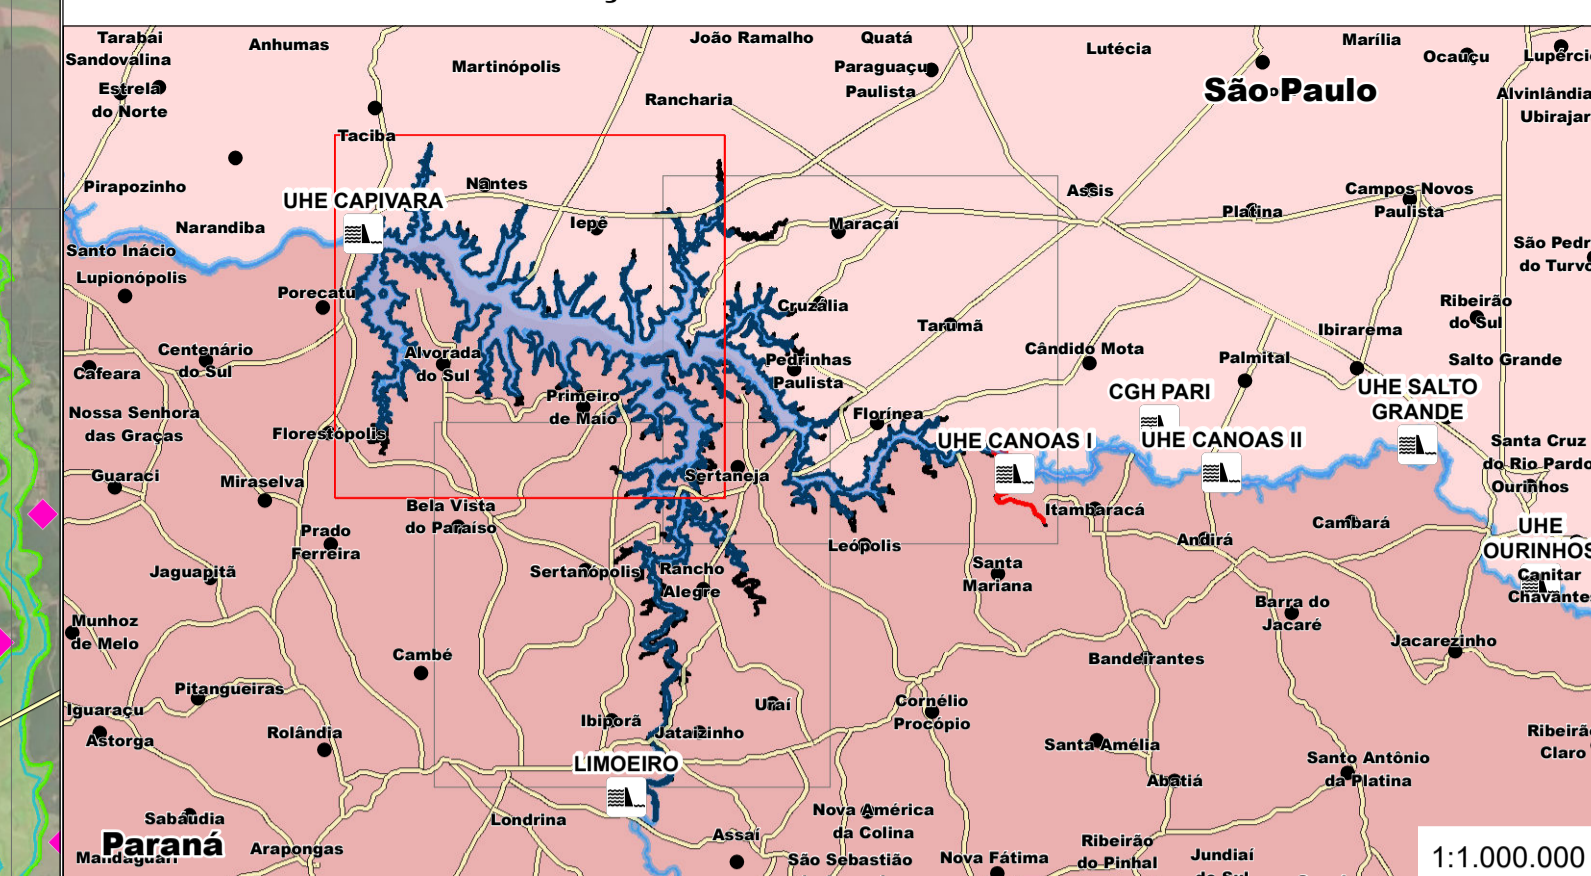 Tarabai
Anhumas
João Ramalho
Quatá
Lutécia
Marília
Sandovalina
Martinópolis
Paraguaçu
Paulista
Ocauçu
Estrela
do Norte
Rancharia
São Paulo
Alvinlândia
Taciba
Pirapozinho
Nantes
UHE CAPIVARA
Assis
Campos Novos
Paulista
Platina
Narandiba
Iepê
Maracaí
Santo Inácio
Lupionópolis
Porecatu
Cruzália
Ribeirão
do Sul
Tarumã
Ibirarema
Centenário
do Sul
Alvorada
do Sul
Cândido Mota
Palmital
Salto Grande
Cafeara
Pedrinhas
Paulista
CGH PARI
UHE SALTO
GRANDE
Primeiro
de Maio
Nossa Senhora
das Graças
Florínea
Florestópolis
UHE CANOAS I
UHE CANOAS II
Santa Cruz
do Rio Pardo
Guaraci
Miraselva
Sertaneja
Ourinhos
Bela Vista
do Paraíso
Itambaracá
Cambará
UHE
OURINHOS
Prado
Ferreira
Leópolis
Andirá
Jaguapitã
Sertanópolis
Rancho
Alegre
Santa
Mariana
Canitar
Barra do
Jacaré
Munhoz
de Melo
Jacarezinho
Cambé
Bandeirantes
Pitangueiras
Iguaraçu
Uraí
Cornélio
Procópio
Astorga
Rolândia
Ibiporã
Jataizinho
Santa Amélia
Ribeirão
Claro
LIMOEIRO
Abatiá
Santo Antônio
da Platina
Sabáudia
Londrina
Nova América
da Colina
Paraná
Arapongas
Assaí
Ribeirão
do Pinhal
São Sebastião
Nova Fátima
Jundiaí
do Sul
1:1.000.000